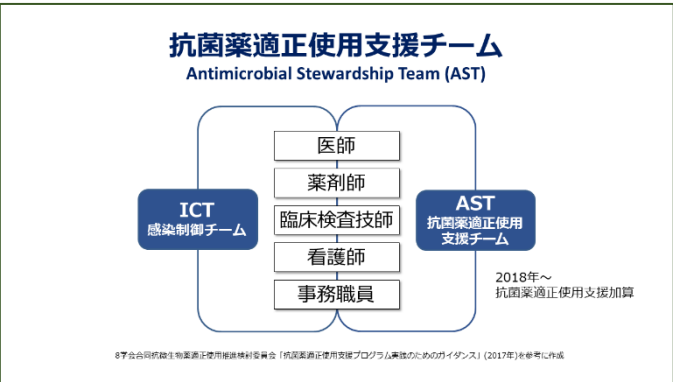 抗菌薬適正使用支援チーム
Antimicrobial Stewardship Team (AST)
医師
薬剤師
臨床検査技師
看護師
事務職員
ICT
感染制御チーム
AST
抗菌薬適正使用
支援チーム
2018年～
抗菌薬適正使用支援加算
8学会合同抗微生物薬適正使用推進検討委員会「抗菌薬適正使用支援プログラム実践のためのガイダンス」(2017年)を参考に作成